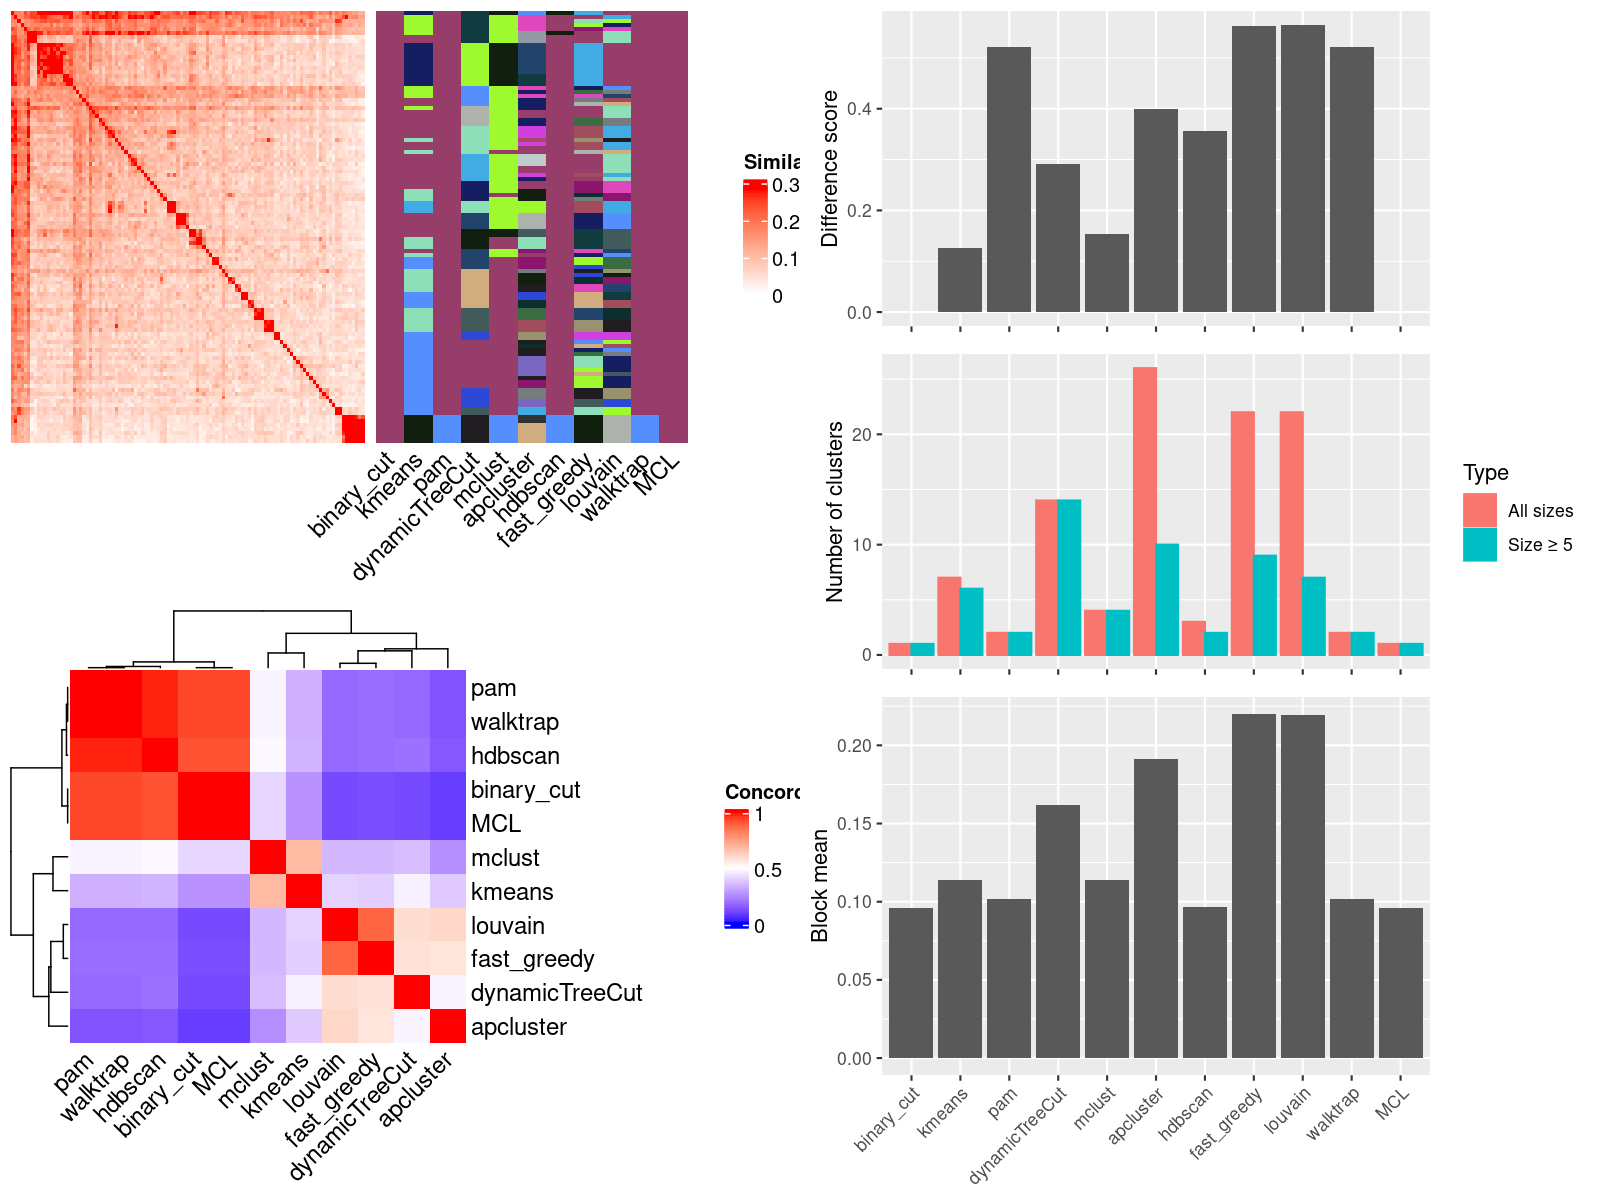 Simila
0.3
0.2
0.1
0
binary_cut
kmeans
pam
dynamicTreeCut
mclust
apcluster
hdbscan
fast_greedy
louvain
walktrap
MCL
pam
walktrap
hdbscan
binary_cut
MCL
mclust
kmeans
louvain
fast_greedy
dynamicTreeCut
apcluster
Concord
1
0.5
0
pam
walktrap
hdbscan
binary_cut
MCL
mclust
kmeans
louvain
fast_greedy
dynamicTreeCut
apcluster
Difference score
0.4
0.2
0.0
Number of clusters
20
10
0
Type
All sizes
Size ≥ 5
Block mean
0.20
0.15
0.10
0.05
0.00
binary_cut
kmeans
pam
dynamicTreeCut
mclust
apcluster
hdbscan
fast_greedy
louvain
walktrap
MCL